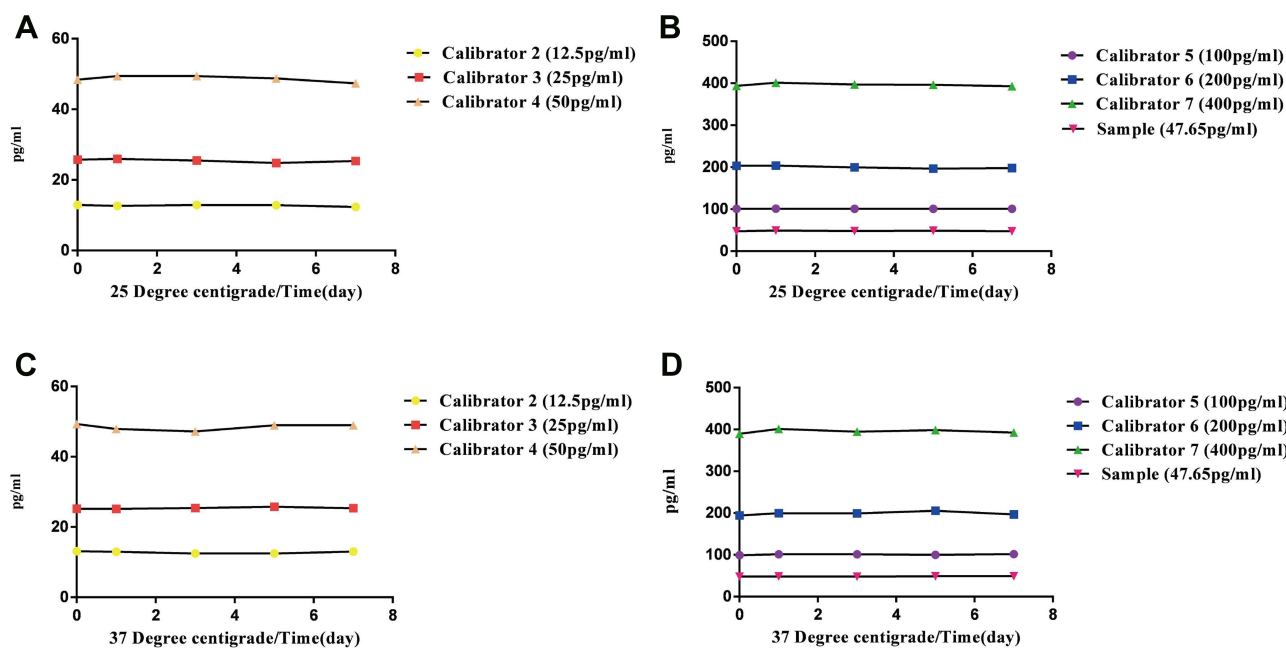 A
60
40
20
0
pg/ml
0 2 4 6 8
25 Degree centigrade/Time(day)
Calibrator 2 (12.5pg/ml)
Calibrator 3 (25pg/ml)
Calibrator 4 (50pg/ml)
B
500
400
300
200
100
0
pg/ml
0 2 4 6 8
25 Degree centigrade/Time(day)
Calibrator 5 (100pg/ml)
Calibrator 6 (200pg/ml)
Calibrator 7 (400pg/ml)
Sample (47.65pg/ml)
C
60
40
20
0
pg/ml
0 2 4 6 8
37 Degree centigrade/Time(day)
Calibrator 2 (12.5pg/ml)
Calibrator 3 (25pg/ml)
Calibrator 4 (50pg/ml)
D
500
400
300
200
100
0
pg/ml
0 2 4 6 8
37 Degree centigrade/Time(day)
Calibrator 5 (100pg/ml)
Calibrator 6 (200pg/ml)
Calibrator 7 (400pg/ml)
Sample (47.65pg/ml)